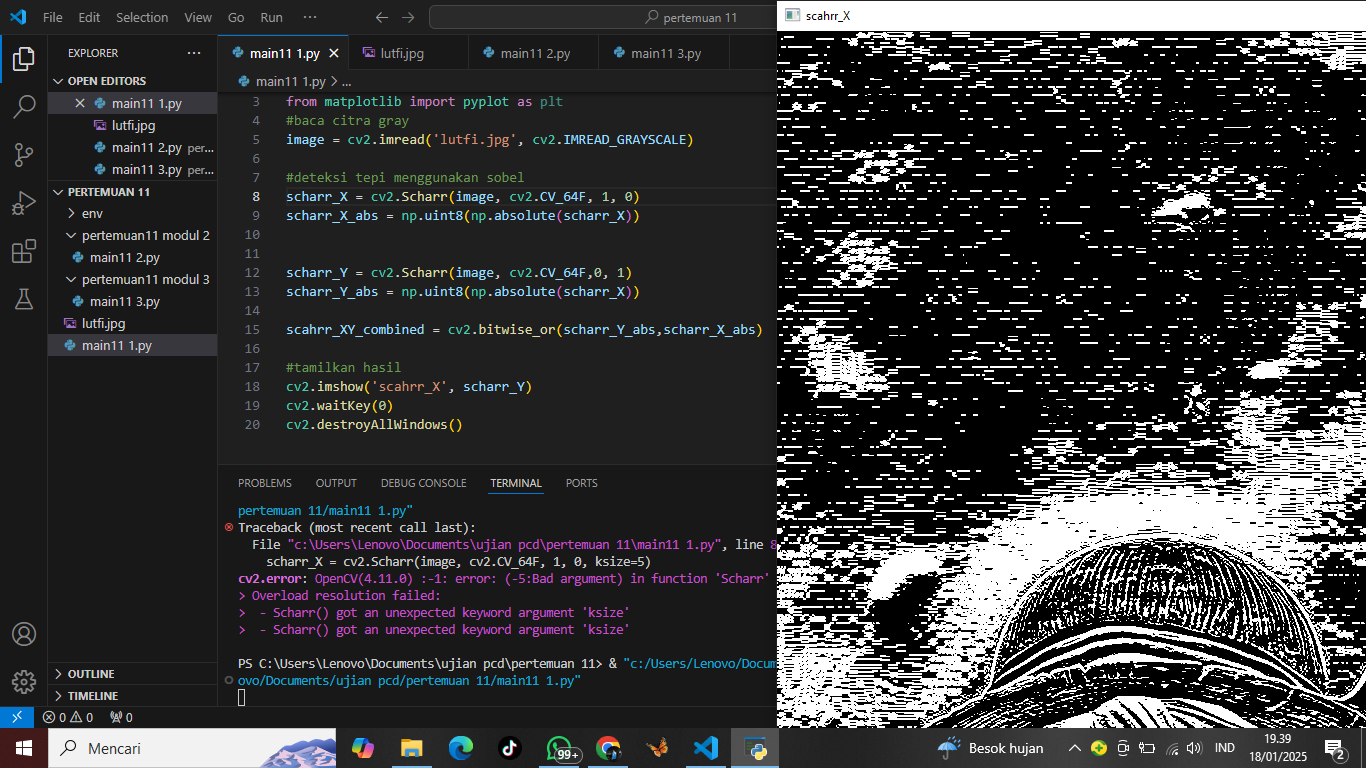 File Edit Selection View Go Run ··· pertemuan 11
scahrr_X
EXPLORER ···
OPEN EDITORS
main11 1.py
lutfi.jpg
main11 2.py per...
main11 3.py per...
PERTEMUAN 11
env
pertemuan11 modul 2
main11 2.py
pertemuan11 modul 3
main11 3.py
lutfi.jpg
main11 1.py
OUTLINE
TIMELINE
main11 1.py lutfi.jpg main11 2.py main11 3.py
main11 1.py > ...
3 from matplotlib import pyplot as plt
4 #baca citra gray
5 image = cv2.imread('lutfi.jpg', cv2.IMREAD_GRAYSCALE)
6
7 #deteksi tepi menggunakan sobel
8 scharr_X = cv2.Scharr(image, cv2.CV_64F, 1, 0)
9 scharr_X_abs = np.uint8(np.absolute(scharr_X))
10
11
12 scharr_Y = cv2.Scharr(image, cv2.CV_64F,0, 1)
13 scharr_Y_abs = np.uint8(np.absolute(scharr_X))
14
15 scahrr_XY_combined = cv2.bitwise_or(scharr_Y_abs,scharr_X_abs)
16
17 #tamilkan hasil
18 cv2.imshow('scahrr_X', scharr_Y)
19 cv2.waitKey(0)
20 cv2.destroyAllWindows()
PROBLEMS OUTPUT DEBUG CONSOLE TERMINAL PORTS
pertemuan 11/main11 1.py"
Traceback (most recent call last):
File "c:\Users\Lenovo\Documents\ujian pcd\pertemuan 11\main11 1.py", line 8
scharr_X = cv2.Scharr(image, cv2.CV_64F, 1, 0, ksize=5)
cv2.error: OpenCV(4.11.0) :-1: error: (-5:Bad argument) in function 'Scharr'
> Overload resolution failed:
>  - Scharr() got an unexpected keyword argument 'ksize'
>  - Scharr() got an unexpected keyword argument 'ksize'
PS C:\Users\Lenovo\Documents\ujian pcd\pertemuan 11> & "c:/Users/Lenovo/Docum
ovo/Documents/ujian pcd/pertemuan 11/main11 1.py"
0 0 0
Mencari
99+
Besok hujan
IND
19.39
18/01/2025
2